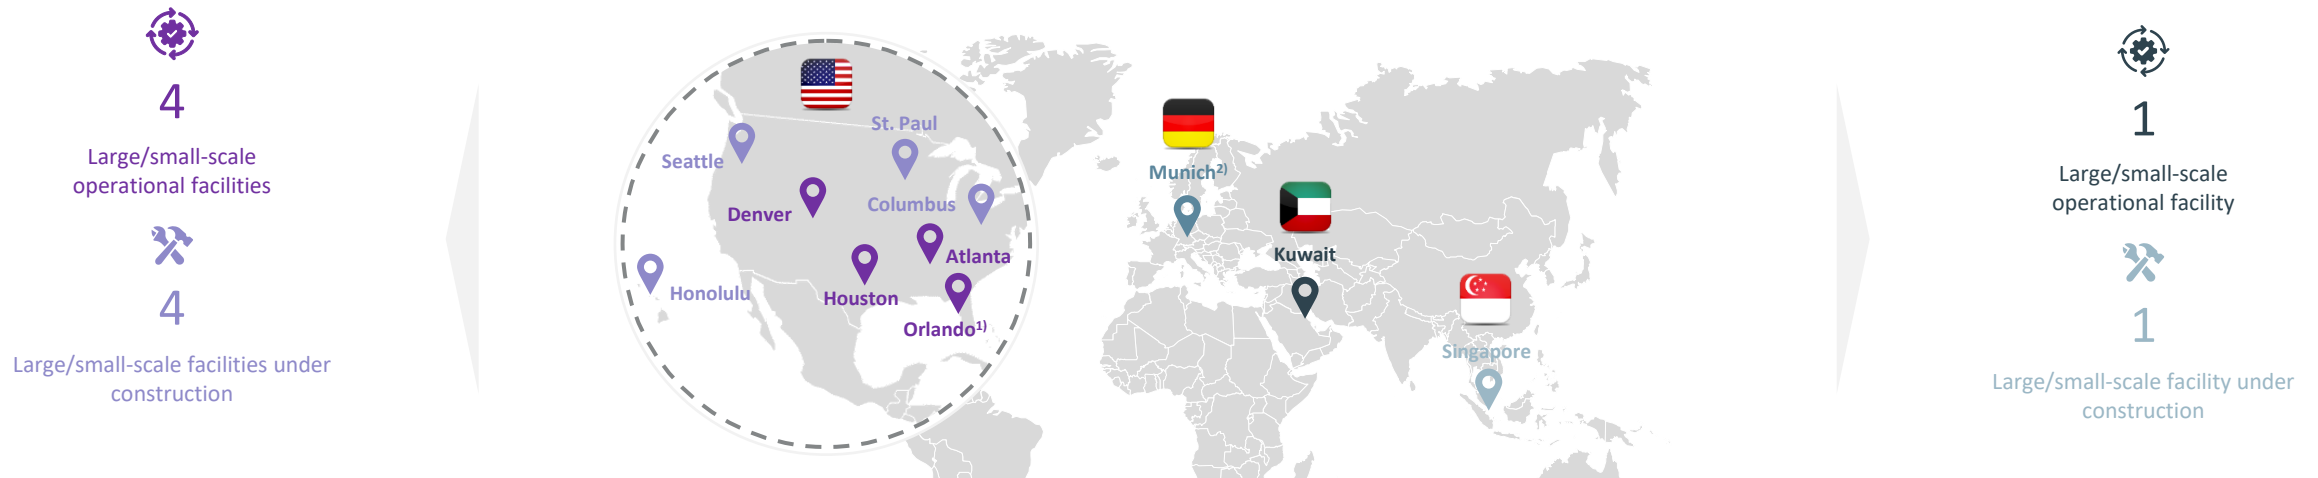 4
Large/small-scale
operational facilities
4
Large/small-scale facilities under
construction
St. Paul
Seattle
Denver
Columbus
Atlanta
Honolulu
Houston
Orlando1)
Munich2)
Kuwait
Singapore
1
Large/small-scale
operational facility
1
Large/small-scale facility under
construction